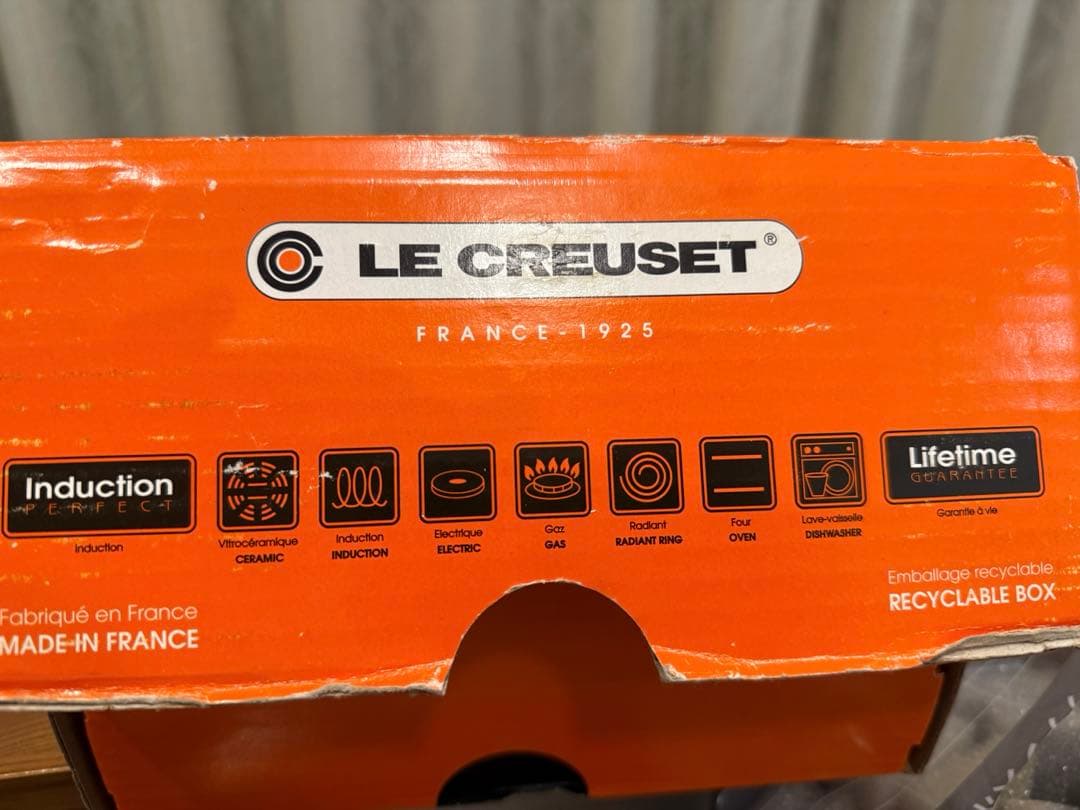 LE CREUSET®
FRANCE - 1925
Induction
PERFECT
Induction
Vitrocéramique
CERAMIC
Induction
INDUCTION
Electrique
ELECTRIC
Gaz
GAS
Radiant
RADIANT RING
Four
OVEN
Lave-vaisselle
DISHWASHER
Lifetime
GUARANTEE
Garantie à vie
Fabriqué en France
MADE IN FRANCE
Emballage recyclable
RECYCLABLE BOX